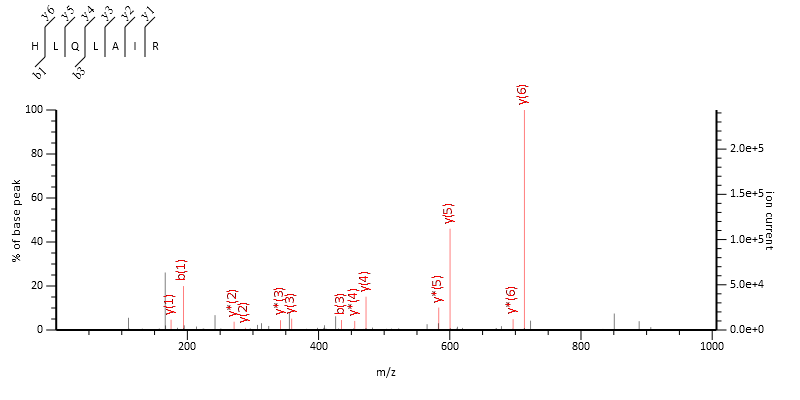 y6 y5 y4 y3 y2 y1
H L Q L A I R
b1 b3
100
80
60
40
20
0
% of base peak
200 400 600 800 1000
m/z
2.0e+5
1.5e+5
1.0e+5
5.0e+4
0.0e+0
ion current
y(1)
b(1)
y*(2)
y(2)
y*(3)
y(3)
b(3)
y*(4)
y(4)
y*(5)
y(5)
y*(6)
y(6)